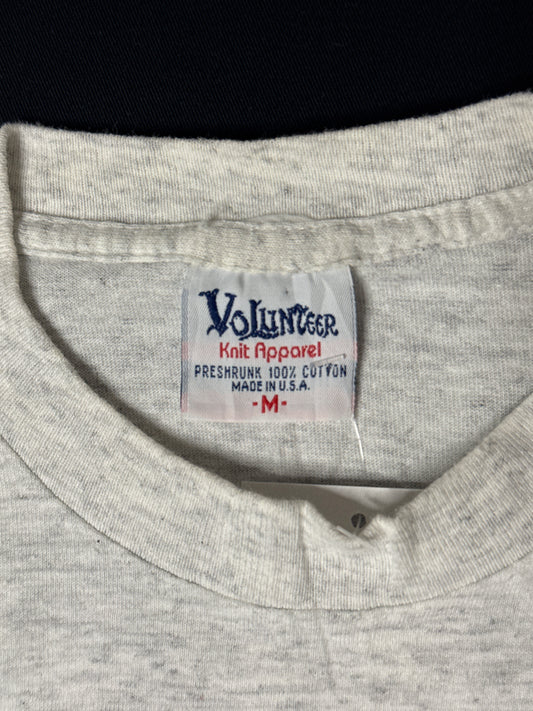 VOLUNTEER
Knit Apparel
PRESHRUNK 100% COTTON
MADE IN U.S.A.
-M-